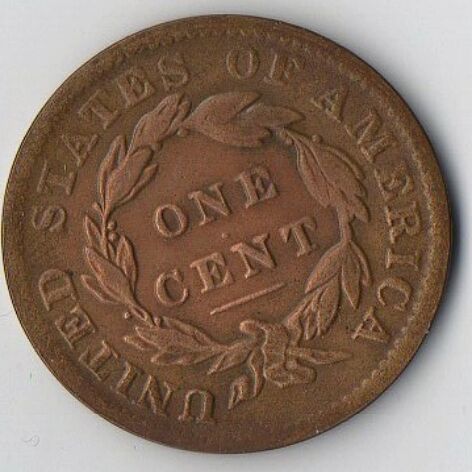 UNITED STATES OF AMERICA
ONE
CENT